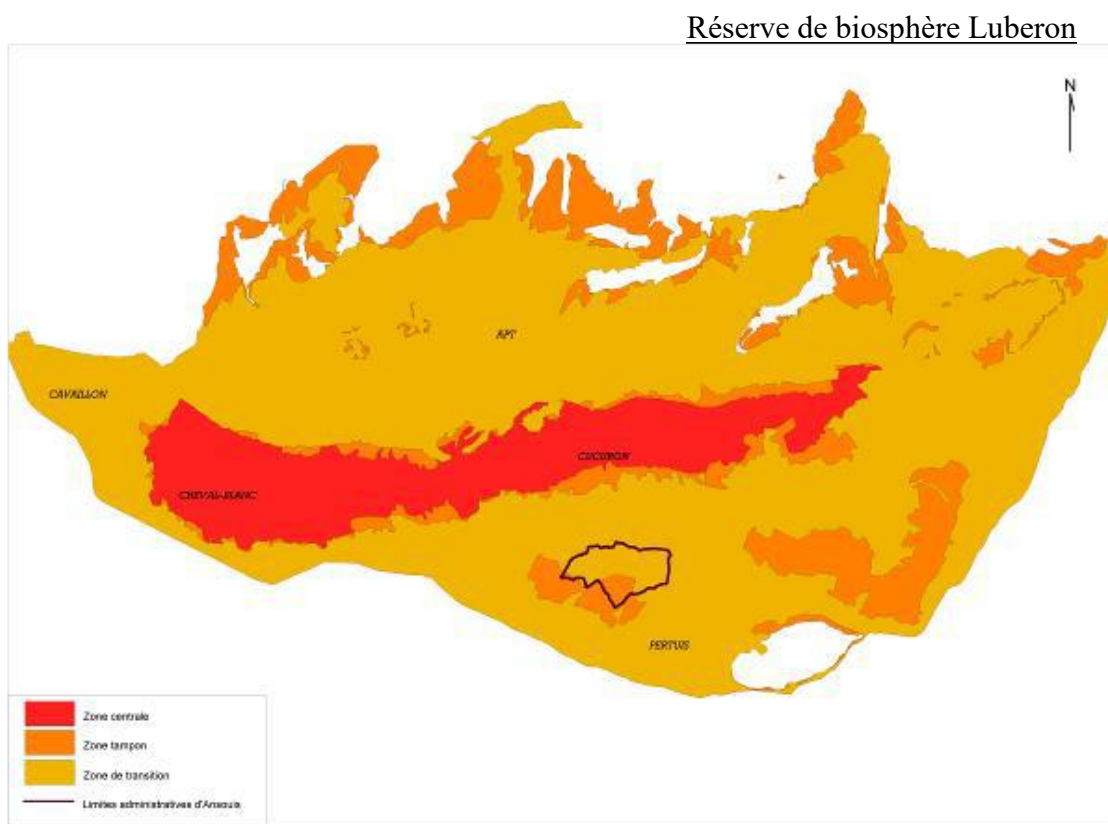 Réserve de biosphère Luberon
N
APT
CAVAILLON
CUCURON
CHEVAL-BLANC
PERTUIS
Zone centrale
Zone tampon
Zone de transition
Limites administratives d'Ansouis